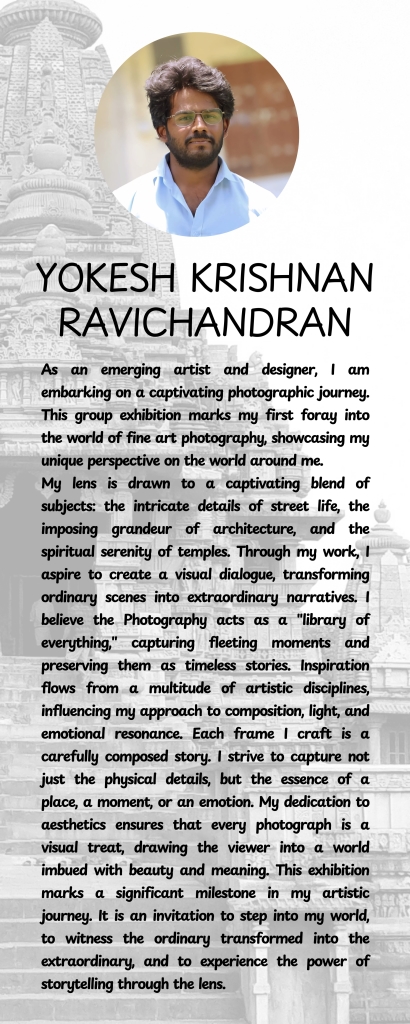 YOKESH KRISHNAN
RAVICHANDRAN
As an emerging artist and designer, I am
embarking on a captivating photographic journey.
This group exhibition marks my first foray into
the world of fine art photography, showcasing my
unique perspective on the world around me.
My lens is drawn to a captivating blend of
subjects: the intricate details of street life, the
imposing grandeur of architecture, and the
spiritual serenity of temples. Through my work, I
aspire to create a visual dialogue, transforming
ordinary scenes into extraordinary narratives. I
believe the Photography acts as a "library of
everything," capturing fleeting moments and
preserving them as timeless stories. Inspiration
flows from a multitude of artistic disciplines,
influencing my approach to composition, light, and
emotional resonance. Each frame I craft is a
carefully composed story. I strive to capture not
just the physical details, but the essence of a
place, a moment, or an emotion. My dedication to
aesthetics ensures that every photograph is a
visual treat, drawing the viewer into a world
imbued with beauty and meaning. This exhibition
marks a significant milestone in my artistic
journey. It is an invitation to step into my world,
to witness the ordinary transformed into the
extraordinary, and to experience the power of
storytelling through the lens.